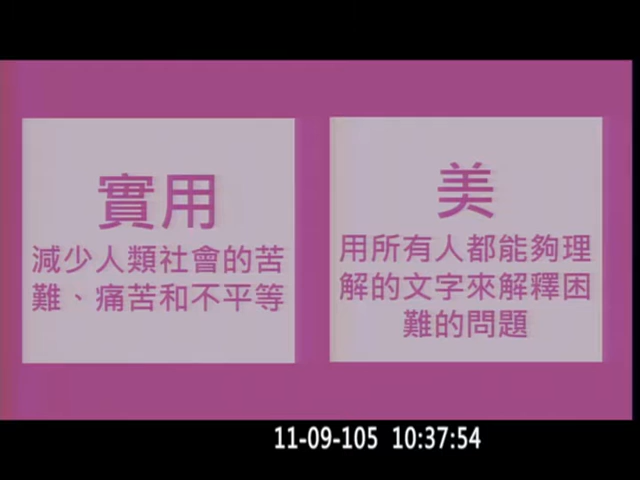 實用
減少人類社會的苦
難、痛苦和不平等
美
用所有人都能夠理
解的文字來解釋困
難的問題
11-09-105 10:37:54